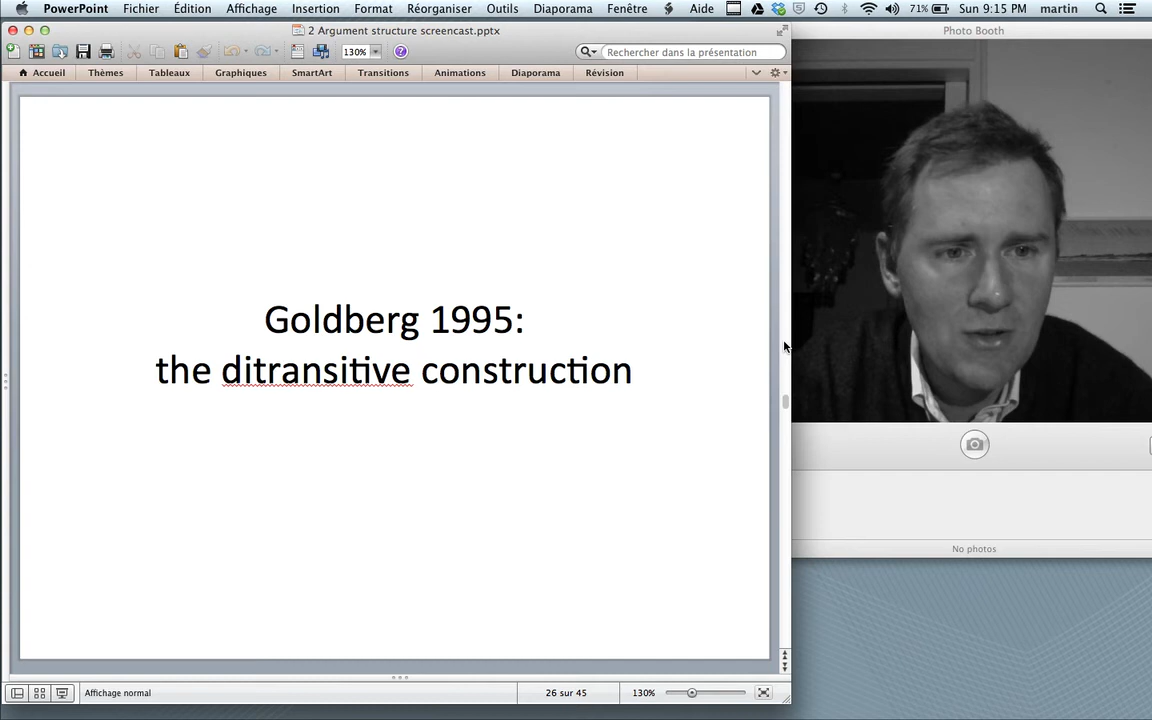 PowerPoint Fichier Édition Affichage Insertion Format Réorganiser Outils Diaporama Fenêtre Aide 71% Sun 9:15 PM martin
2 Argument structure screencast.pptx
Photo Booth
130% Rechercher dans la présentation
Accueil Thèmes Tableaux Graphiques SmartArt Transitions Animations Diaporama Révision
Goldberg 1995:
the ditransitive construction
No photos
Affichage normal 26 sur 45 130%